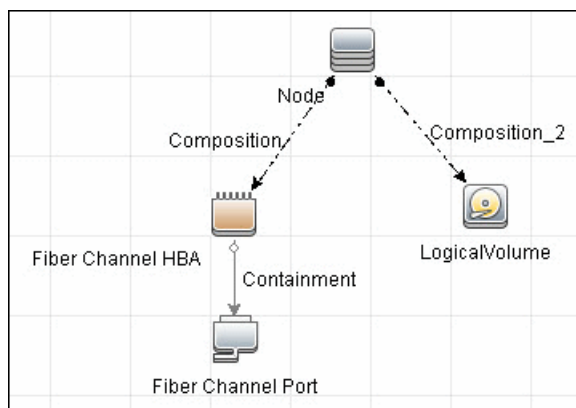 Node
Composition
Composition_2
Fiber Channel HBA
LogicalVolume
Containment
Fiber Channel Port